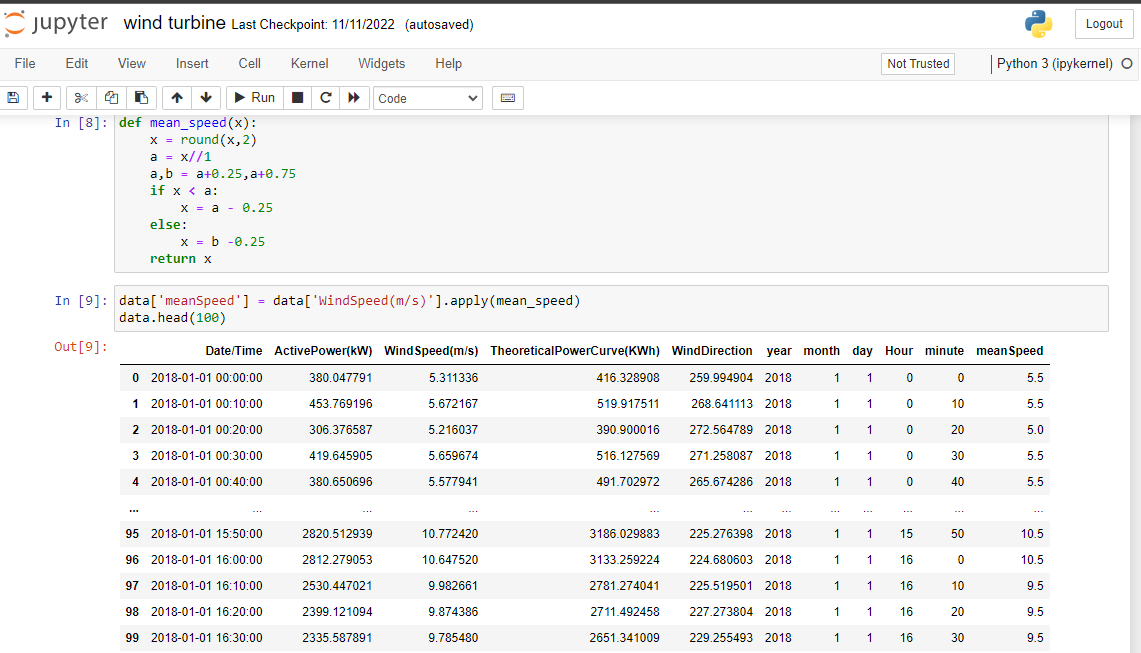 jupyter wind turbine Last Checkpoint: 11/11/2022 (autosaved) Logout
File Edit View Insert Cell Kernel Widgets Help Not Trusted Python 3 (ipykernel)
Run Code
In [8]: def mean_speed(x):
x = round(x,2)
a = x//1
a,b = a+0.25,a+0.75
if x < a:
x = a - 0.25
else:
x = b -0.25
return x
In [9]: data['meanSpeed'] = data['WindSpeed(m/s)'].apply(mean_speed)
data.head(100)
Out[9]:
Date/Time ActivePower(kW) WindSpeed(m/s) TheoreticalPowerCurve(KWh) WindDirection year month day Hour minute meanSpeed
0 2018-01-01 00:00:00 380.047791 5.311336 416.328908 259.994904 2018 1 1 0 0 5.5
1 2018-01-01 00:10:00 453.769196 5.672167 519.917511 268.641113 2018 1 1 0 10 5.5
2 2018-01-01 00:20:00 306.376587 5.216037 390.900016 272.564789 2018 1 1 0 20 5.0
3 2018-01-01 00:30:00 419.645905 5.659674 516.127569 271.258087 2018 1 1 0 30 5.5
4 2018-01-01 00:40:00 380.650696 5.577941 491.702972 265.674286 2018 1 1 0 40 5.5
... ... ... ... ... ... ... ... ... ... ... ...
95 2018-01-01 15:50:00 2820.512939 10.772420 3186.029883 225.276398 2018 1 1 15 50 10.5
96 2018-01-01 16:00:00 2812.279053 10.647520 3133.259224 224.680603 2018 1 1 16 0 10.5
97 2018-01-01 16:10:00 2530.447021 9.982661 2781.274041 225.519501 2018 1 1 16 10 9.5
98 2018-01-01 16:20:00 2399.121094 9.874386 2711.492458 227.273804 2018 1 1 16 20 9.5
99 2018-01-01 16:30:00 2335.587891 9.785480 2651.341009 229.255493 2018 1 1 16 30 9.5